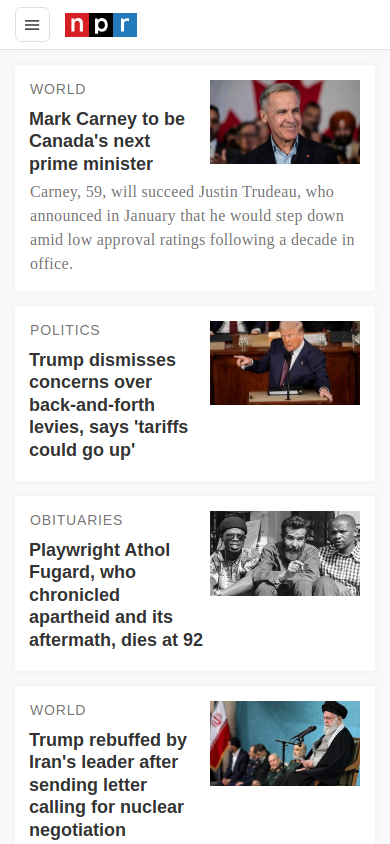 npr
WORLD
Mark Carney to be
Canada's next
prime minister
Carney, 59, will succeed Justin Trudeau, who
announced in January that he would step down
amid low approval ratings following a decade in
office.
POLITICS
Trump dismisses
concerns over
back-and-forth
levies, says 'tariffs
could go up'
OBITUARIES
Playwright Athol
Fugard, who
chronicled
apartheid and its
aftermath, dies at 92
WORLD
Trump rebuffed by
Iran's leader after
sending letter
calling for nuclear
negotiation